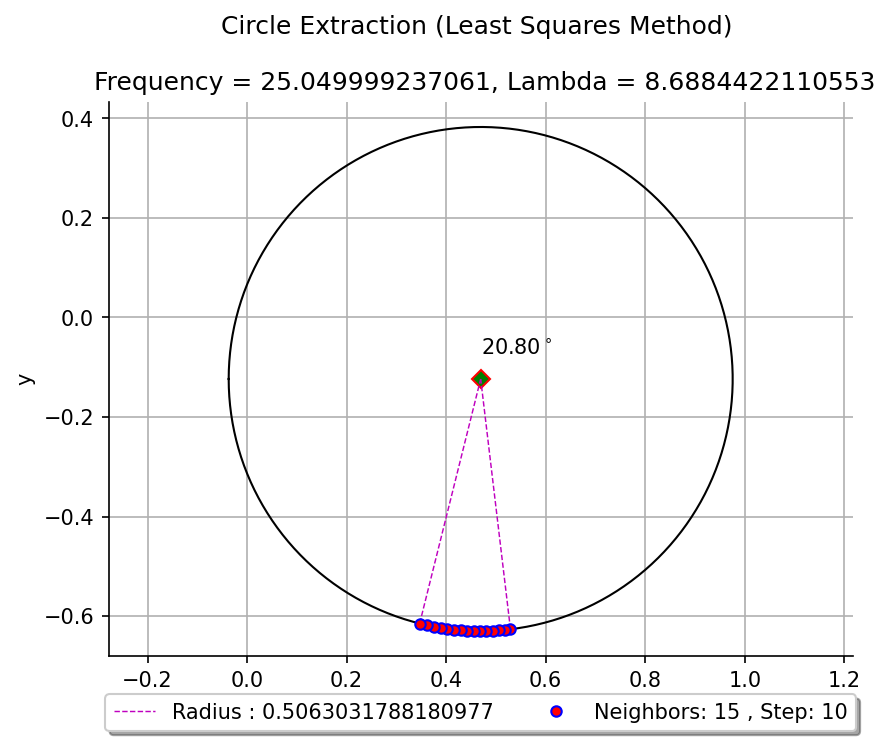 Circle Extraction (Least Squares Method)
Frequency = 25.049999237061, Lambda = 8.6884422110553
0.4
0.2
0.0
−0.2
−0.4
−0.6
y
20.80°
−0.2 0.0 0.2 0.4 0.6 0.8 1.0 1.2
Radius : 0.5063031788180977 Neighbors: 15 , Step: 10